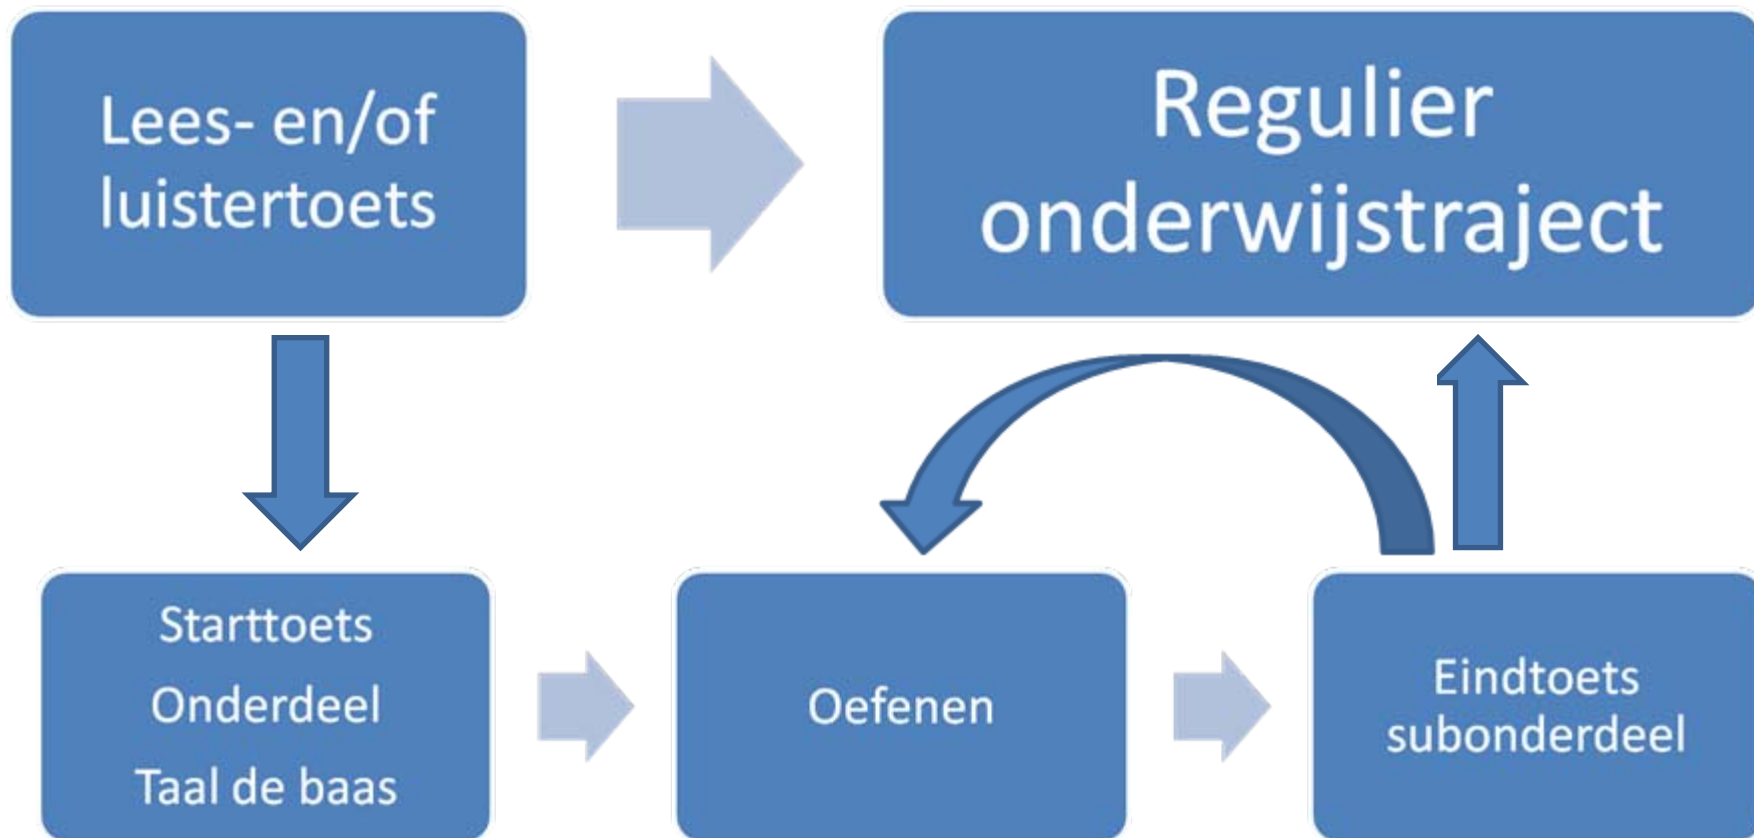 Lees- en/of
luistertoets
Regulier
onderwijstraject
Starttoets
Onderdeel
Taal de baas
Oefenen
Eindtoets
subonderdeel